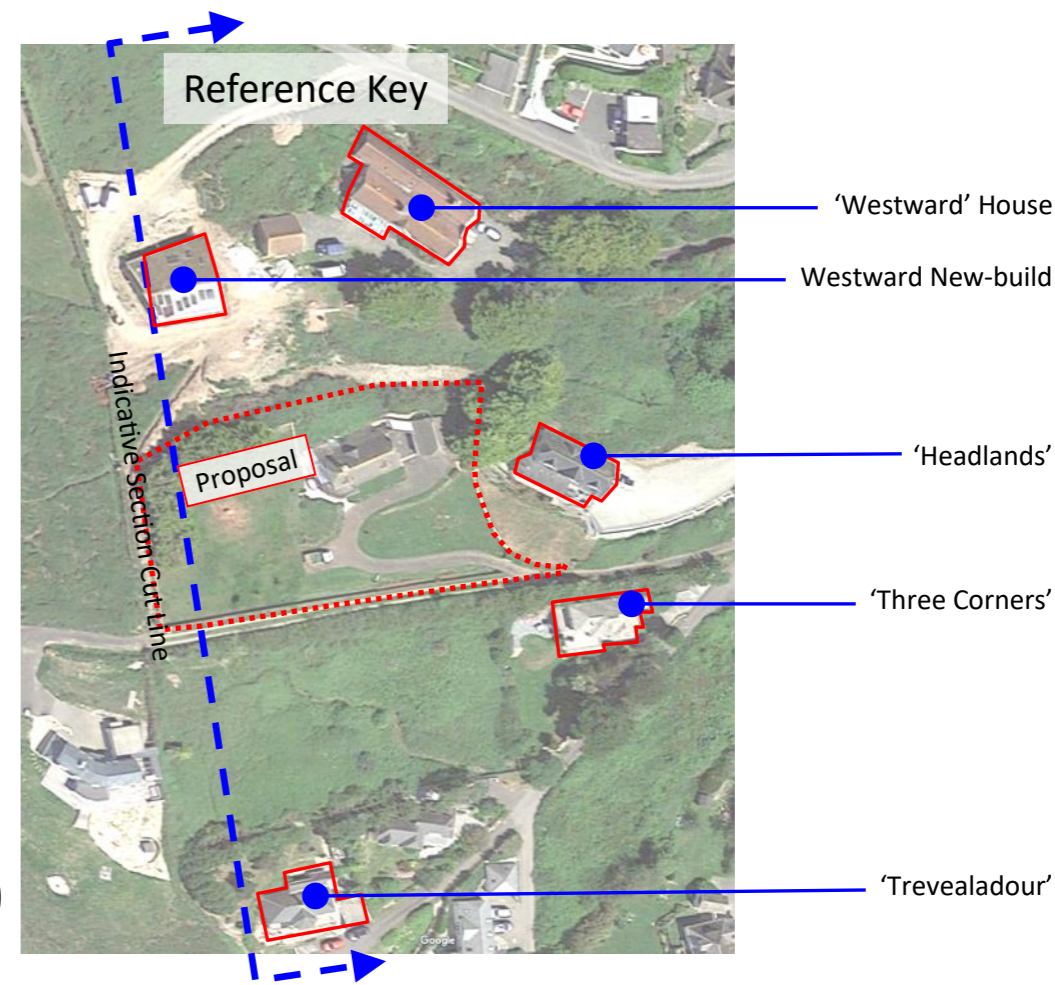 Reference Key
‘Westward’ House
Westward New-build
Indicative Section Cut Line
Proposal
‘Headlands’
‘Three Corners’
‘Trevealadour’
Google
)